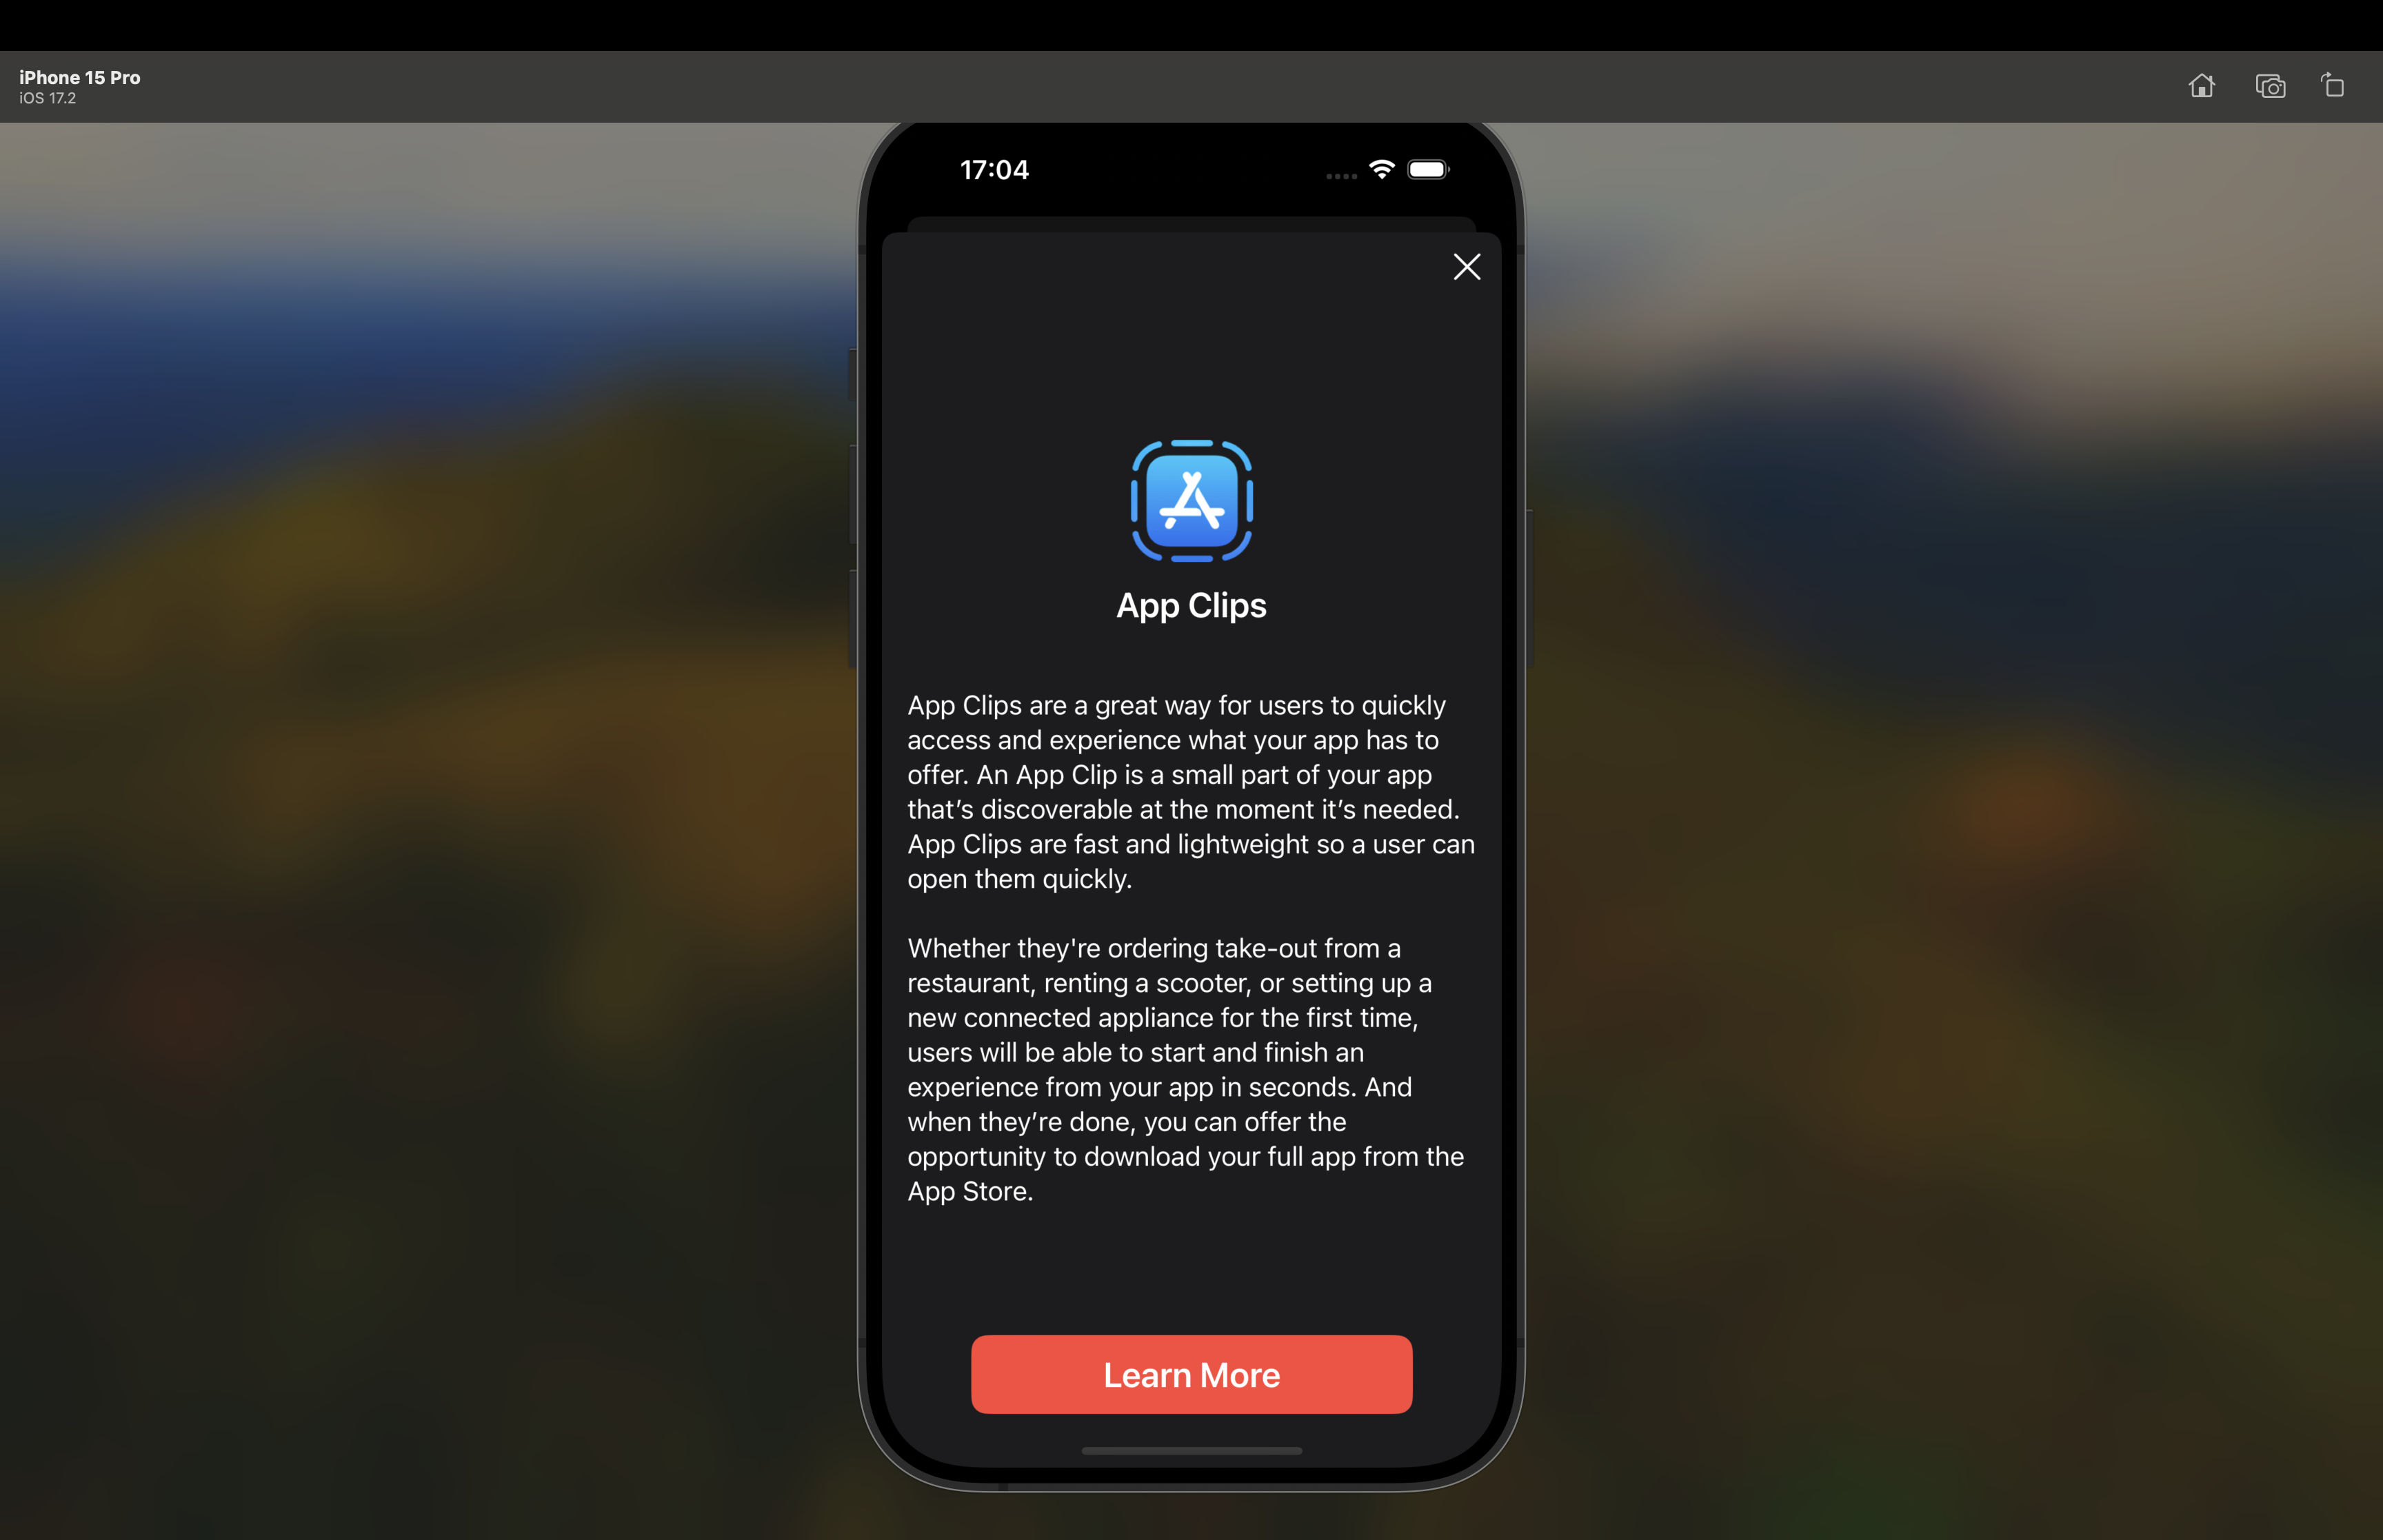 iPhone 15 Pro
iOS 17.2
17:04
App Clips
App Clips are a great way for users to quickly
access and experience what your app has to
offer. An App Clip is a small part of your app
that’s discoverable at the moment it’s needed.
App Clips are fast and lightweight so a user can
open them quickly.
Whether they're ordering take-out from a
restaurant, renting a scooter, or setting up a
new connected appliance for the first time,
users will be able to start and finish an
experience from your app in seconds. And
when they’re done, you can offer the
opportunity to download your full app from the
App Store.
Learn More